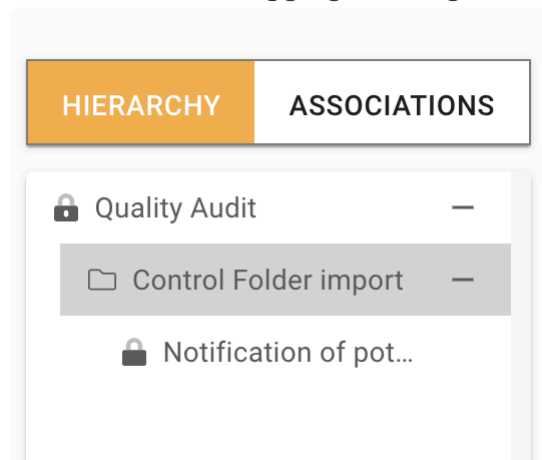 HIERARCHY ASSOCIATIONS
Quality Audit
Control Folder import
Notification of pot...